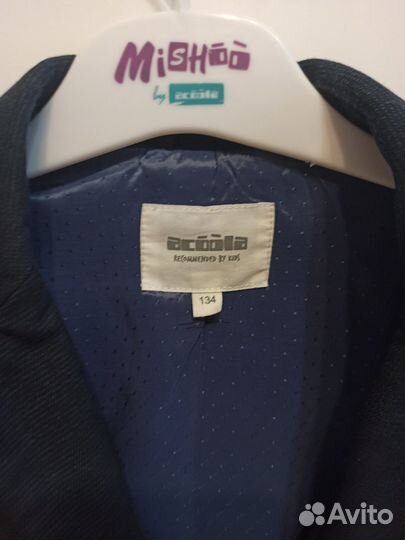 MiSHOO
by acoola
acoola
RECOMMENDED BY KIDS
134
Avito